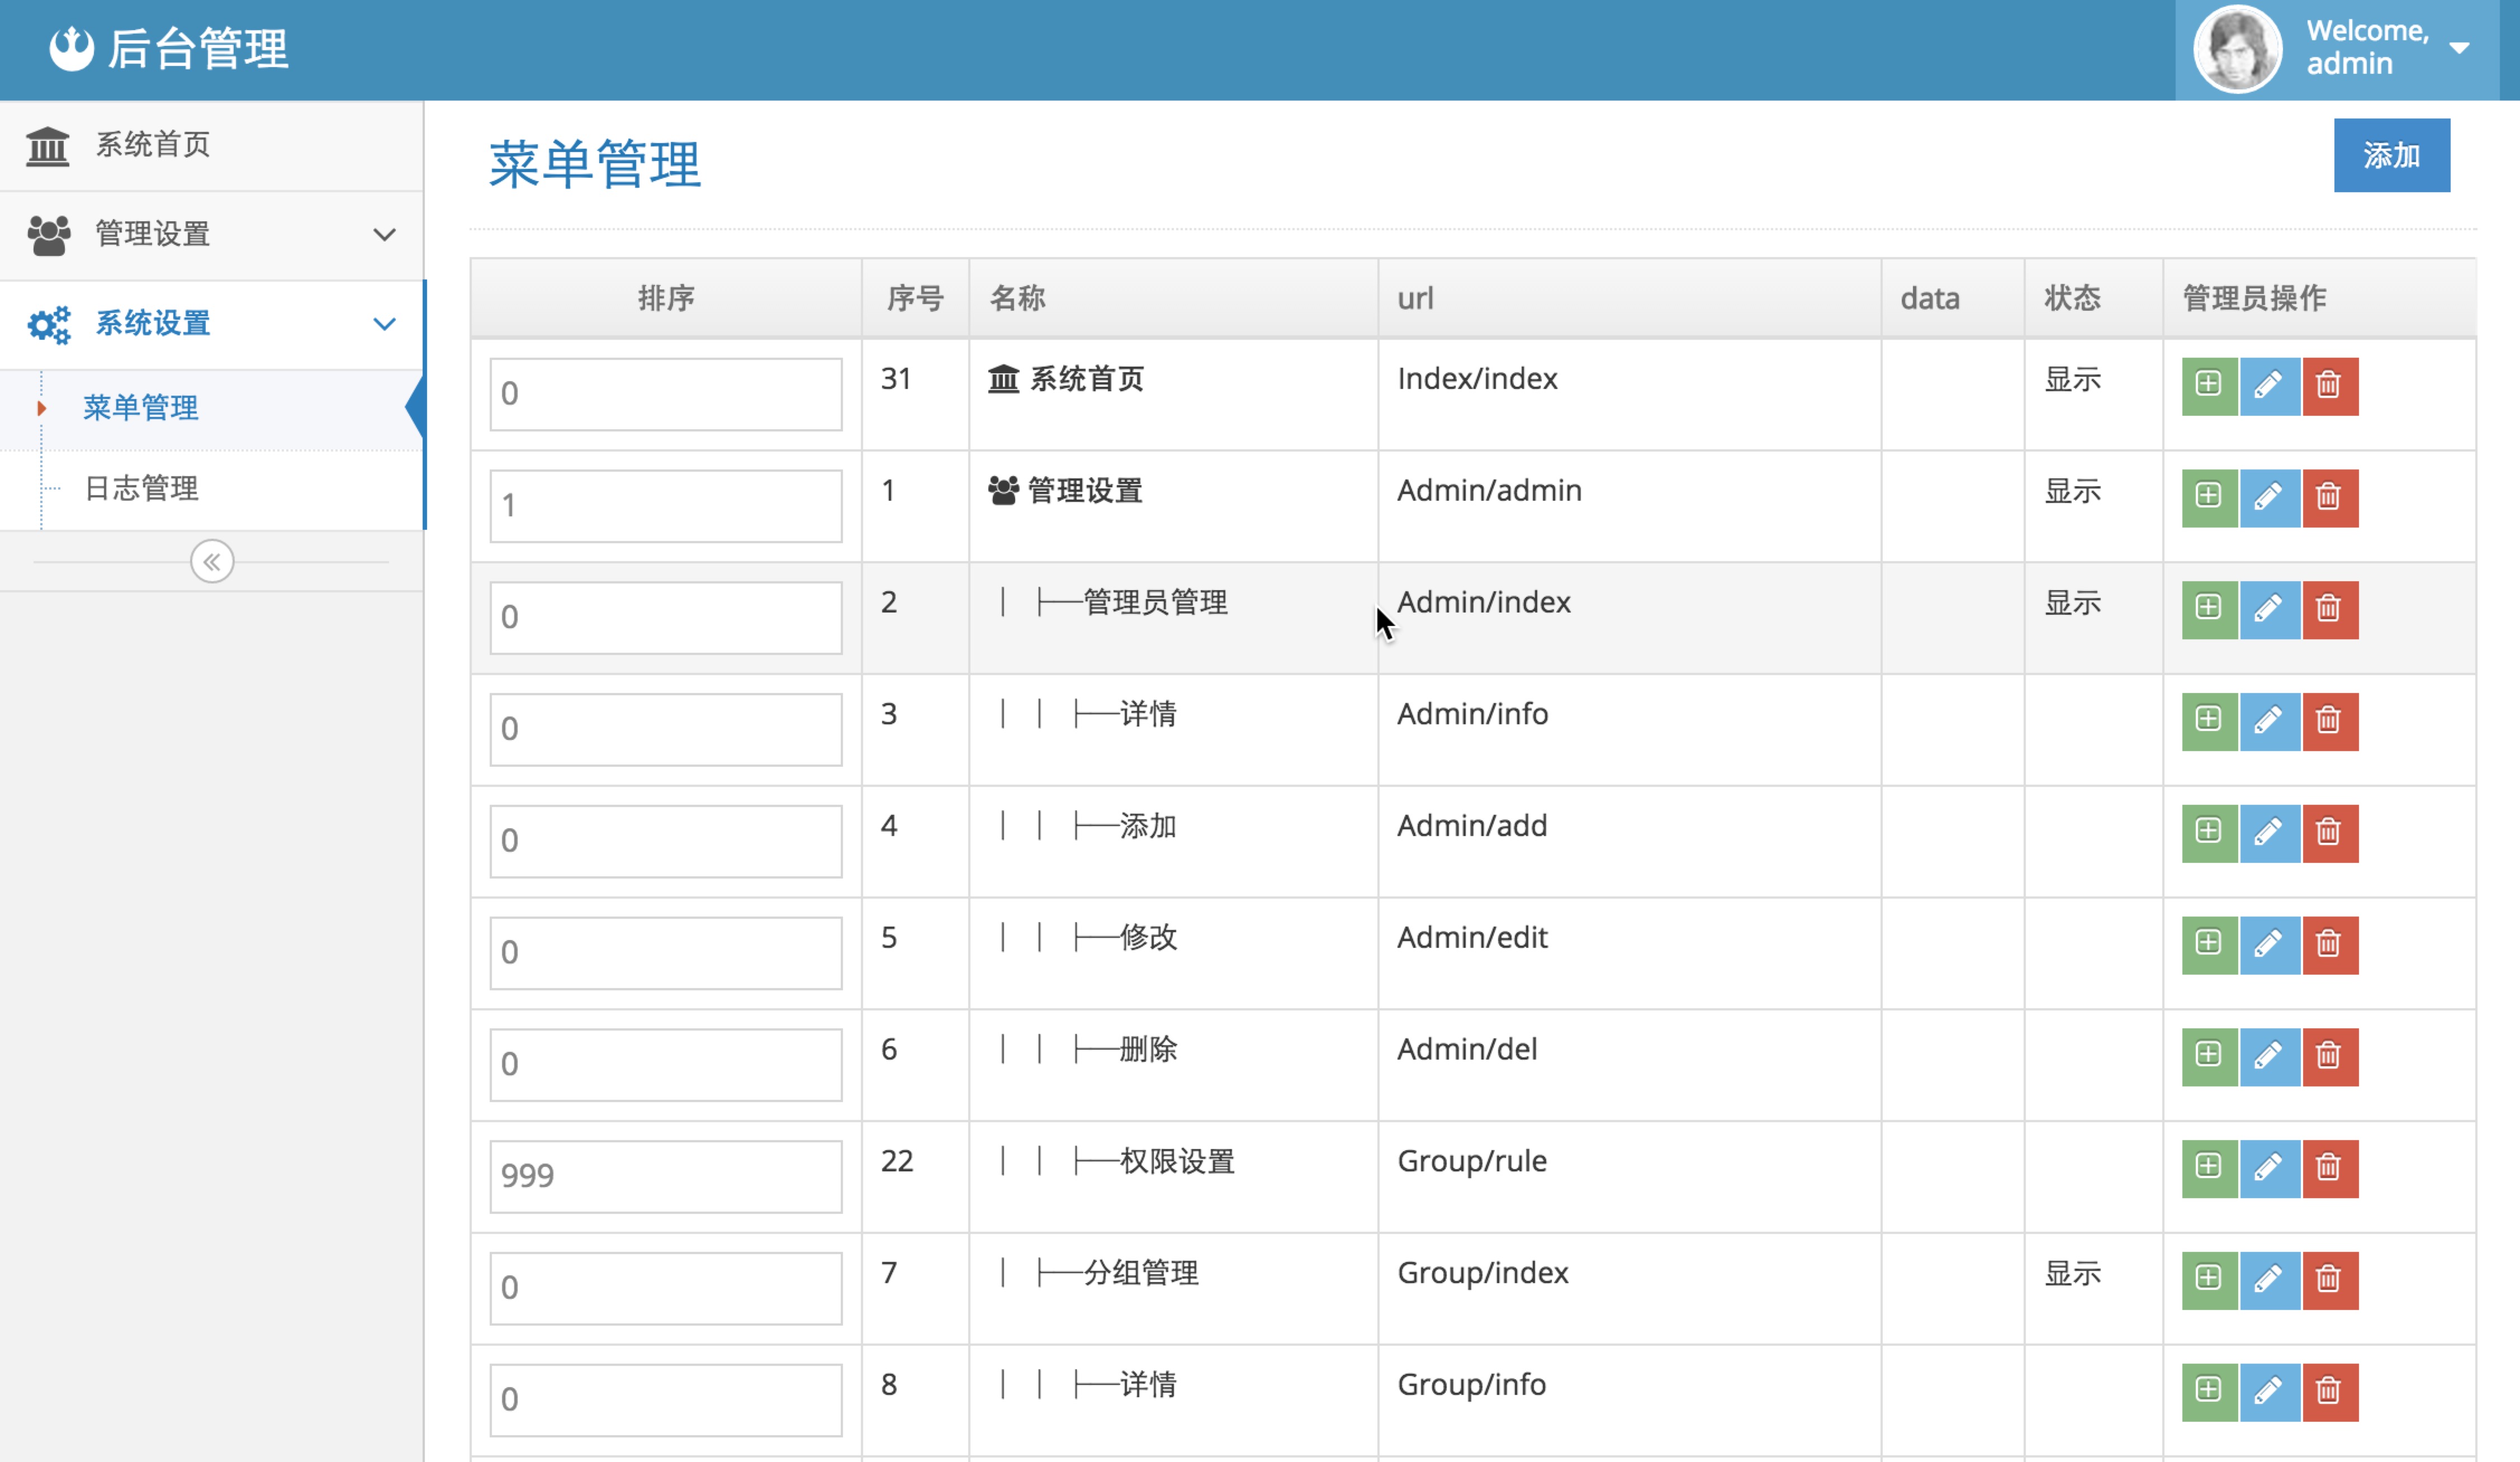 后台管理
Welcome,
admin
系统首页
管理设置
系统设置
菜单管理
日志管理
菜单管理
添加
排序 序号 名称 url data 状态 管理员操作
0 31 系统首页 Index/index 显示
1 1 管理设置 Admin/admin 显示
0 2 │ ├──管理员管理 Admin/index 显示
0 3 │ │ ├──详情 Admin/info
0 4 │ │ ├──添加 Admin/add
0 5 │ │ ├──修改 Admin/edit
0 6 │ │ ├──删除 Admin/del
999 22 │ │ ├──权限设置 Group/rule
0 7 │ ├──分组管理 Group/index 显示
0 8 │ │ ├──详情 Group/info